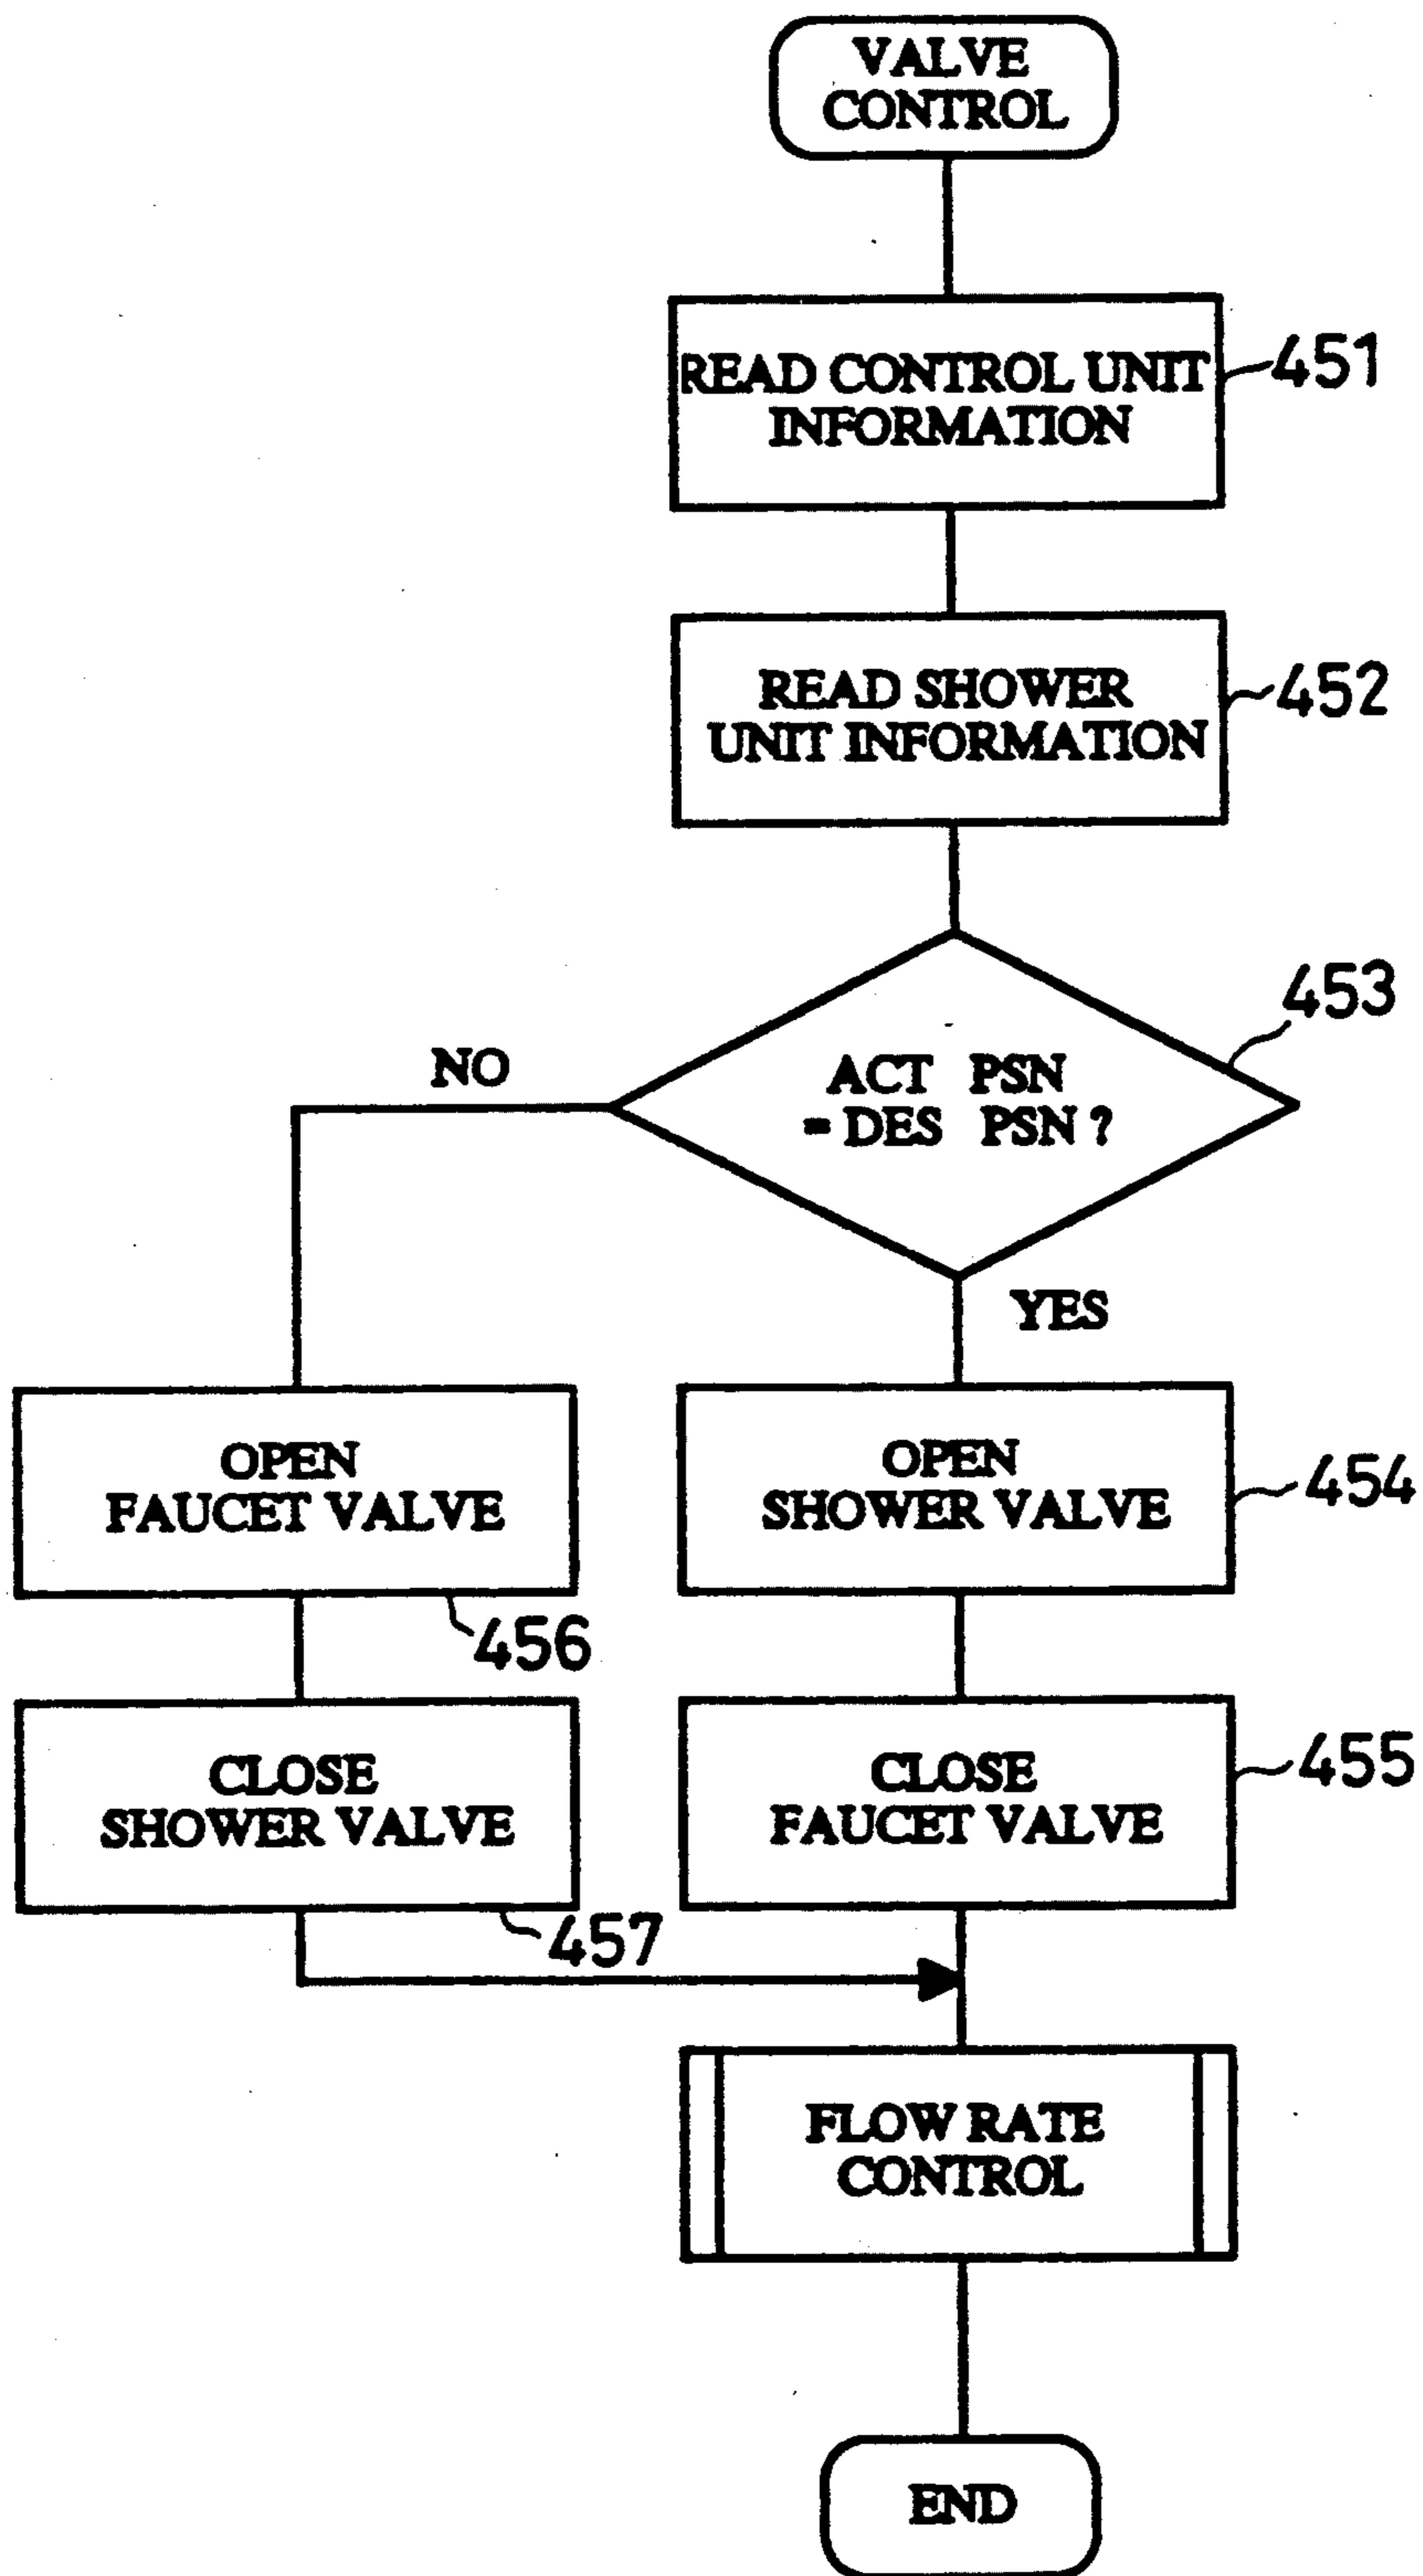 VALVE
CONTROL
READ CONTROL UNIT
INFORMATION
451
READ SHOWER
UNIT INFORMATION
452
453
NO
ACT PSN
= DES PSN ?
YES
OPEN
FAUCET VALVE
456
OPEN
SHOWER VALVE
454
CLOSE
SHOWER VALVE
457
CLOSE
FAUCET VALVE
455
FLOW RATE
CONTROL
END